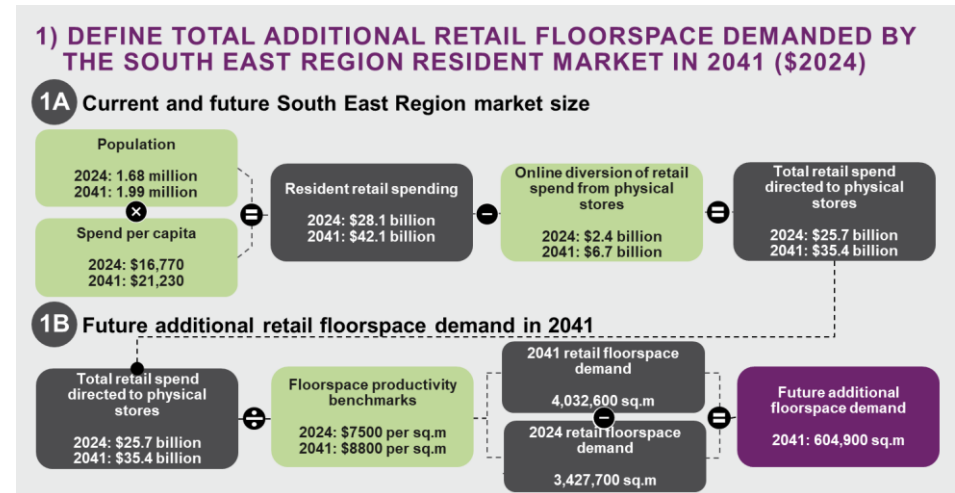 1) DEFINE TOTAL ADDITIONAL RETAIL FLOORSPACE DEMANDED BY
THE SOUTH EAST REGION RESIDENT MARKET IN 2041 ($2024)
1A Current and future South East Region market size
Population
2024: 1.68 million
2041: 1.99 million
×
Spend per capita
2024: $16,770
2041: $21,230
=
Resident retail spending
2024: $28.1 billion
2041: $42.1 billion
−
Online diversion of retail
spend from physical
stores
2024: $2.4 billion
2041: $6.7 billion
=
Total retail spend
directed to physical
stores
2024: $25.7 billion
2041: $35.4 billion
1B Future additional retail floorspace demand in 2041
Total retail spend
directed to physical
stores
2024: $25.7 billion
2041: $35.4 billion
÷
Floorspace productivity
benchmarks
2024: $7500 per sq.m
2041: $8800 per sq.m
2041 retail floorspace
demand
4,032,600 sq.m
−
2024 retail floorspace
demand
3,427,700 sq.m
=
Future additional
floorspace demand
2041: 604,900 sq.m